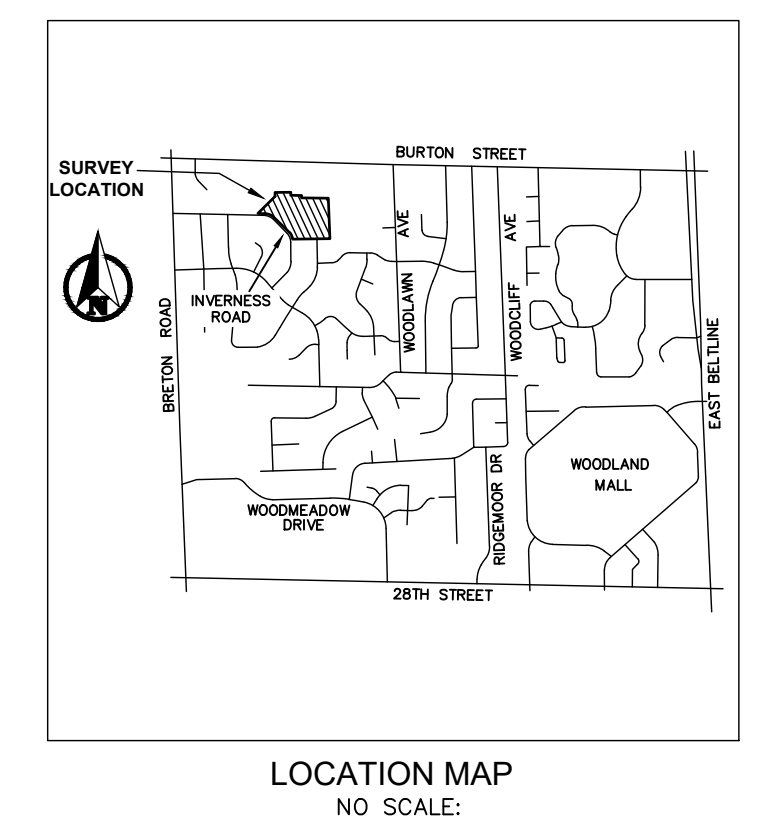 BURTON STREET
SURVEY
LOCATION
N
INVERNESS
ROAD
BRETON ROAD
WOODLAWN AVE
WOODCLIFF AVE
EAST BELTLINE
WOODLAND
MALL
RIDGEMOOR DR
WOODMEADOW
DRIVE
28TH STREET
LOCATION MAP
NO SCALE: